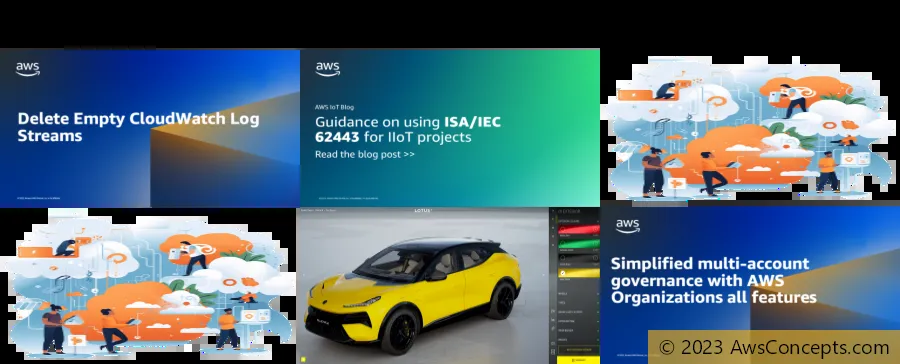 aws
Delete Empty CloudWatch Log
Streams
aws
AWS IoT Blog
Guidance on using ISA/IEC
62443 for IIoT projects
Read the blog post >>
LOTUS
aws
Simplified multi-account
governance with AWS
Organizations all features
© 2023 AwsConcepts.com